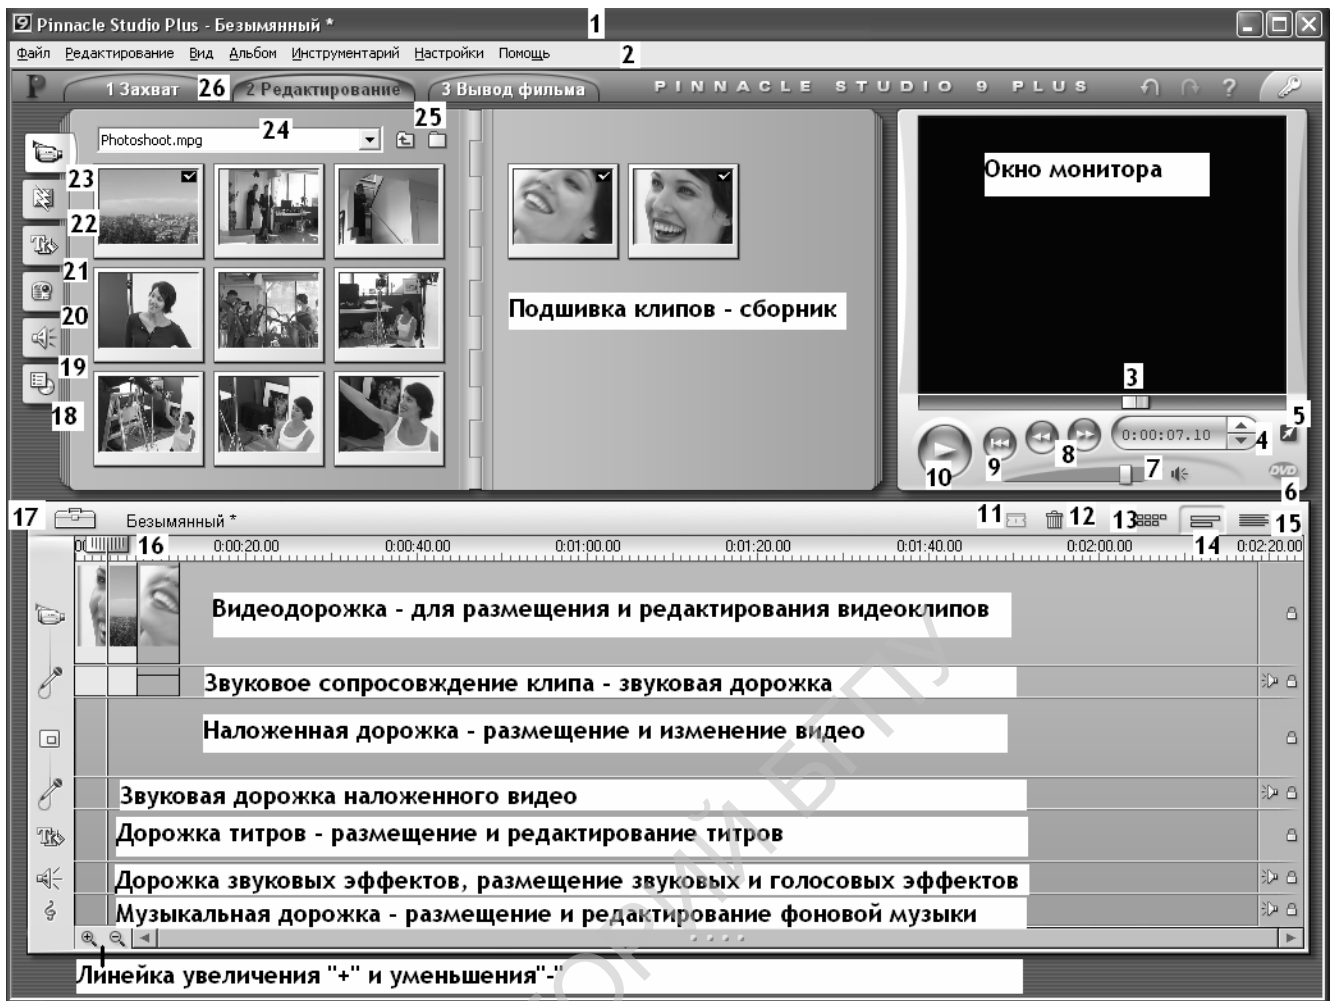 Pinnacle Studio Plus - Безымянный * 1
Файл Редактирование Вид Альбом Инструментарий Настройки Помощь 2
1 Захват 26 2 Редактирование 3 Вывод фильма PINNACLE STUDIO 9 PLUS
Photoshoot.mpg 24 25
Окно монитора
23
22
21
20
19
18
Подшивка клипов - сборник
3
0:00:07.10
4
5
6
7
8
9
10
17 Безымянный * 11 12 13 14 15
16 0:00:20.00 0:00:40.00 0:01:00.00 0:01:20.00 0:01:40.00 0:02:00.00 0:02:20.00
Видеодорожка - для размещения и редактирования видеоклипов
Звуковое сопросовждение клипа - звуковая дорожка
Наложенная дорожка - размещение и изменение видео
Звуковая дорожка наложенного видео
Дорожка титров - размещение и редактирование титров
Дорожка звуковых эффектов, размещение звуковых и голосовых эффектов
Музыкальная дорожка - размещение и редактирование фоновой музыки
Линейка увеличения "+" и уменьшения"-"
DVD
БГПУ